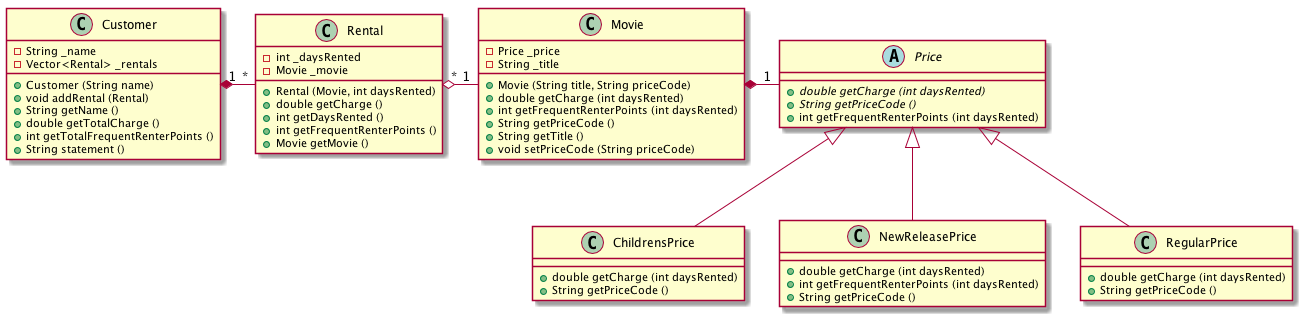 C Customer
String _name
Vector<Rental> _rentals
Customer (String name)
void addRental (Rental)
String getName ()
double getTotalCharge ()
int getTotalFrequentRenterPoints ()
String statement ()
1 *
C Rental
int _daysRented
Movie _movie
Rental (Movie, int daysRented)
double getCharge ()
int getDaysRented ()
int getFrequentRenterPoints ()
Movie getMovie ()
* 1
C Movie
Price _price
String _title
Movie (String title, String priceCode)
double getCharge (int daysRented)
int getFrequentRenterPoints (int daysRented)
String getPriceCode ()
String getTitle ()
void setPriceCode (String priceCode)
1
A Price
double getCharge (int daysRented)
String getPriceCode ()
int getFrequentRenterPoints (int daysRented)
C ChildrensPrice
double getCharge (int daysRented)
String getPriceCode ()
C NewReleasePrice
double getCharge (int daysRented)
int getFrequentRenterPoints (int daysRented)
String getPriceCode ()
C RegularPrice
double getCharge (int daysRented)
String getPriceCode ()